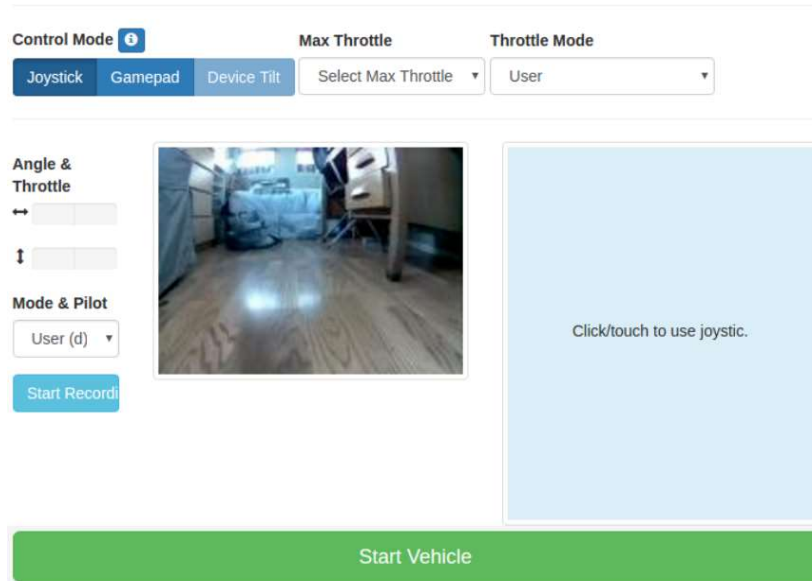 Control Mode
Max Throttle
Throttle Mode
Joystick
Gamepad
Device Tilt
Select Max Throttle
User
Angle &
Throttle
Mode & Pilot
User (d)
Start Recordi
Click/touch to use joystic.
Start Vehicle